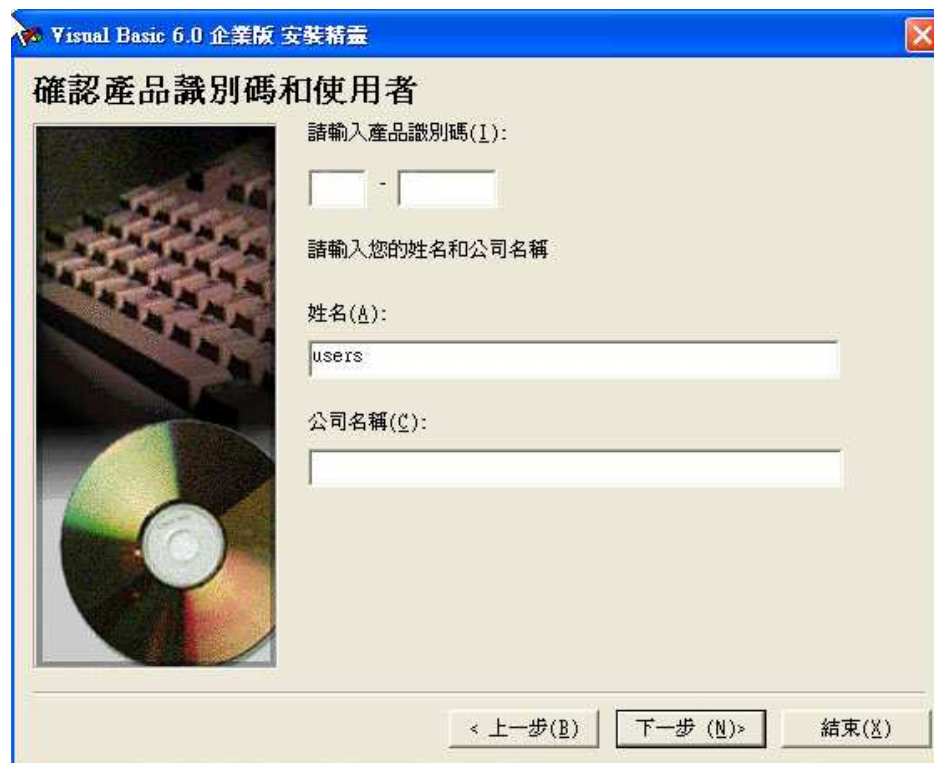 Visual Basic 6.0 企業版 安裝精靈
確認產品識別碼和使用者
請輸入產品識別碼(I):
-
請輸入您的姓名和公司名稱
姓名(A):
users
公司名稱(C):
< 上一步(B)
下一步 (N)>
結束(X)